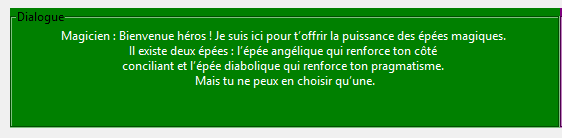 Dialogue
Magicien : Bienvenue héros ! Je suis ici pour t’offrir la puissance des épées magiques.
Il existe deux épées : l’épée angélique qui renforce ton côté
conciliant et l’épée diabolique qui renforce ton pragmatisme.
Mais tu ne peux en choisir qu’une.